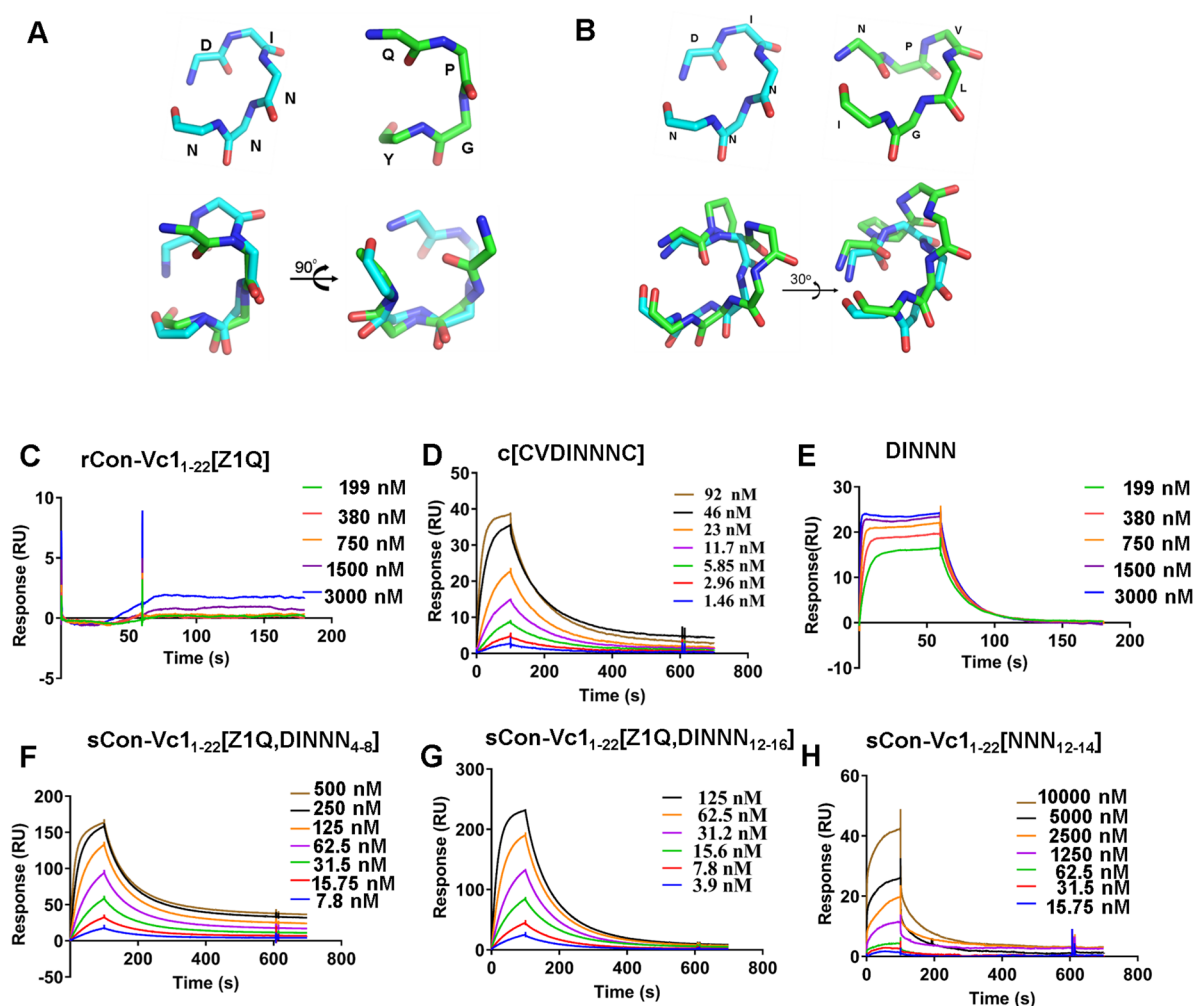 A
B
D I
N
N N
Q
P
G
Y
D I
N
N N
N P V
L
I G
90°
30°
C
rCon-Vc1₁₋₂₂[Z1Q]
Response (RU)
10
5
0
-5
50 100 150 200
Time (s)
199 nM
380 nM
750 nM
1500 nM
3000 nM
D
c[CVDINNNC]
Response (RU)
50
40
30
20
10
0
0 200 400 600 800
Time (s)
92 nM
46 nM
23 nM
11.7 nM
5.85 nM
2.96 nM
1.46 nM
E
DINNN
Response(RU)
30
20
10
0
-10
50 100 150 200
Time (s)
199 nM
380 nM
750 nM
1500 nM
3000 nM
F
sCon-Vc1₁₋₂₂[Z1Q,DINNN₄₋₈]
Response (RU)
200
150
100
50
0
-50
200 400 600 800
Time (s)
500 nM
250 nM
125 nM
62.5 nM
31.5 nM
15.75 nM
7.8 nM
G
sCon-Vc1₁₋₂₂[Z1Q,DINNN₁₂₋₁₆]
Response (RU)
300
200
100
0
0 200 400 600 800
Time (s)
125 nM
62.5 nM
31.2 nM
15.6 nM
7.8 nM
3.9 nM
H
sCon-Vc1₁₋₂₂[NNN₁₂₋₁₄]
Response (RU)
60
40
20
0
0 200 400 600 800
Time (s)
10000 nM
5000 nM
2500 nM
1250 nM
62.5 nM
31.5 nM
15.75 nM